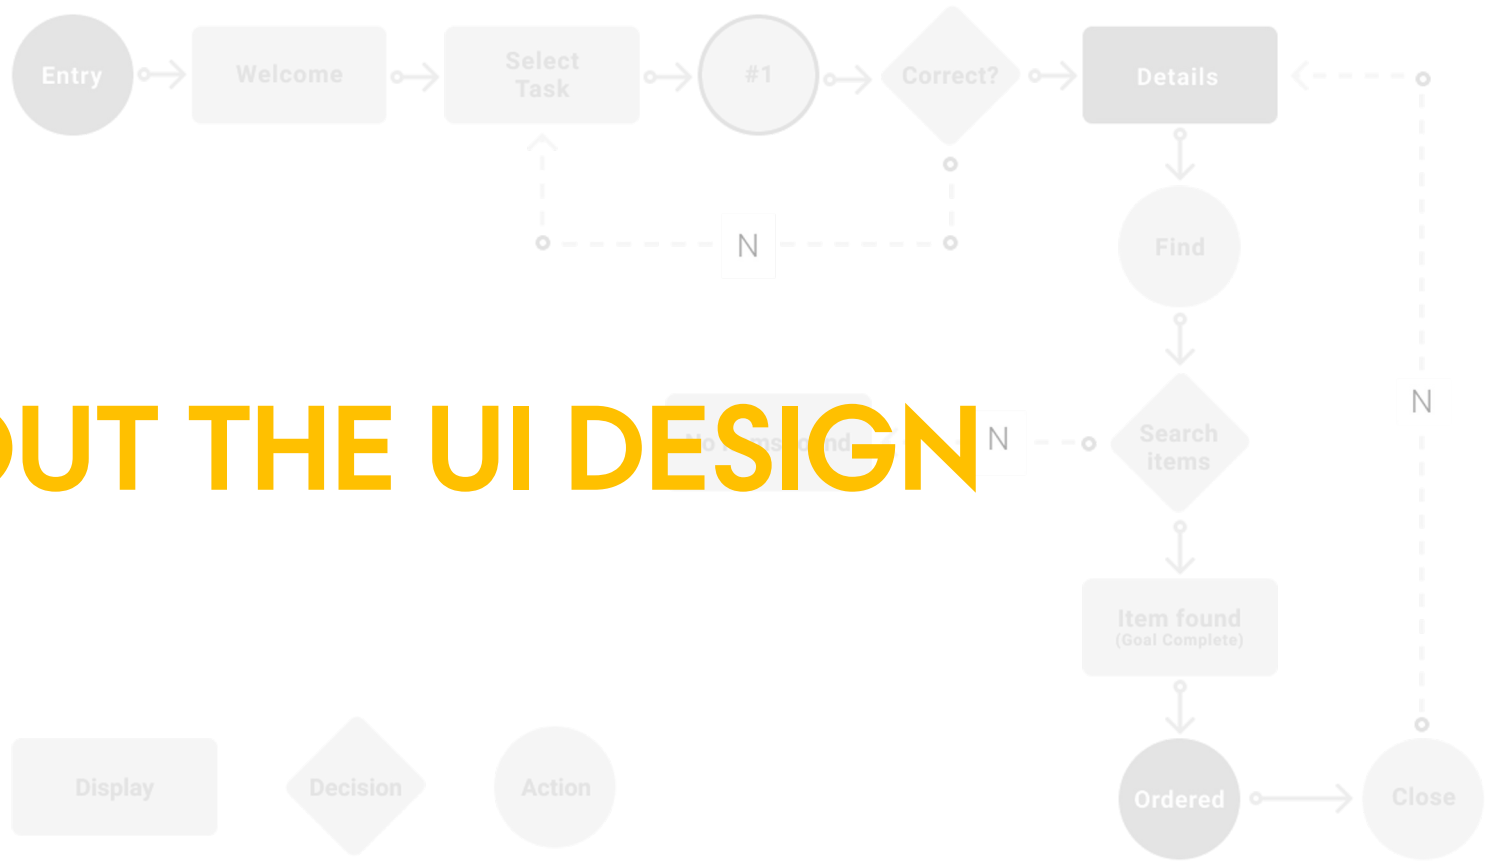 Entry
Welcome
Select
Task
#1
Correct?
Details
N
Find
OUT THE UI DESIGN
N
Search
items
N
Item found
(Goal Complete)
Display
Decision
Action
Ordered
Close